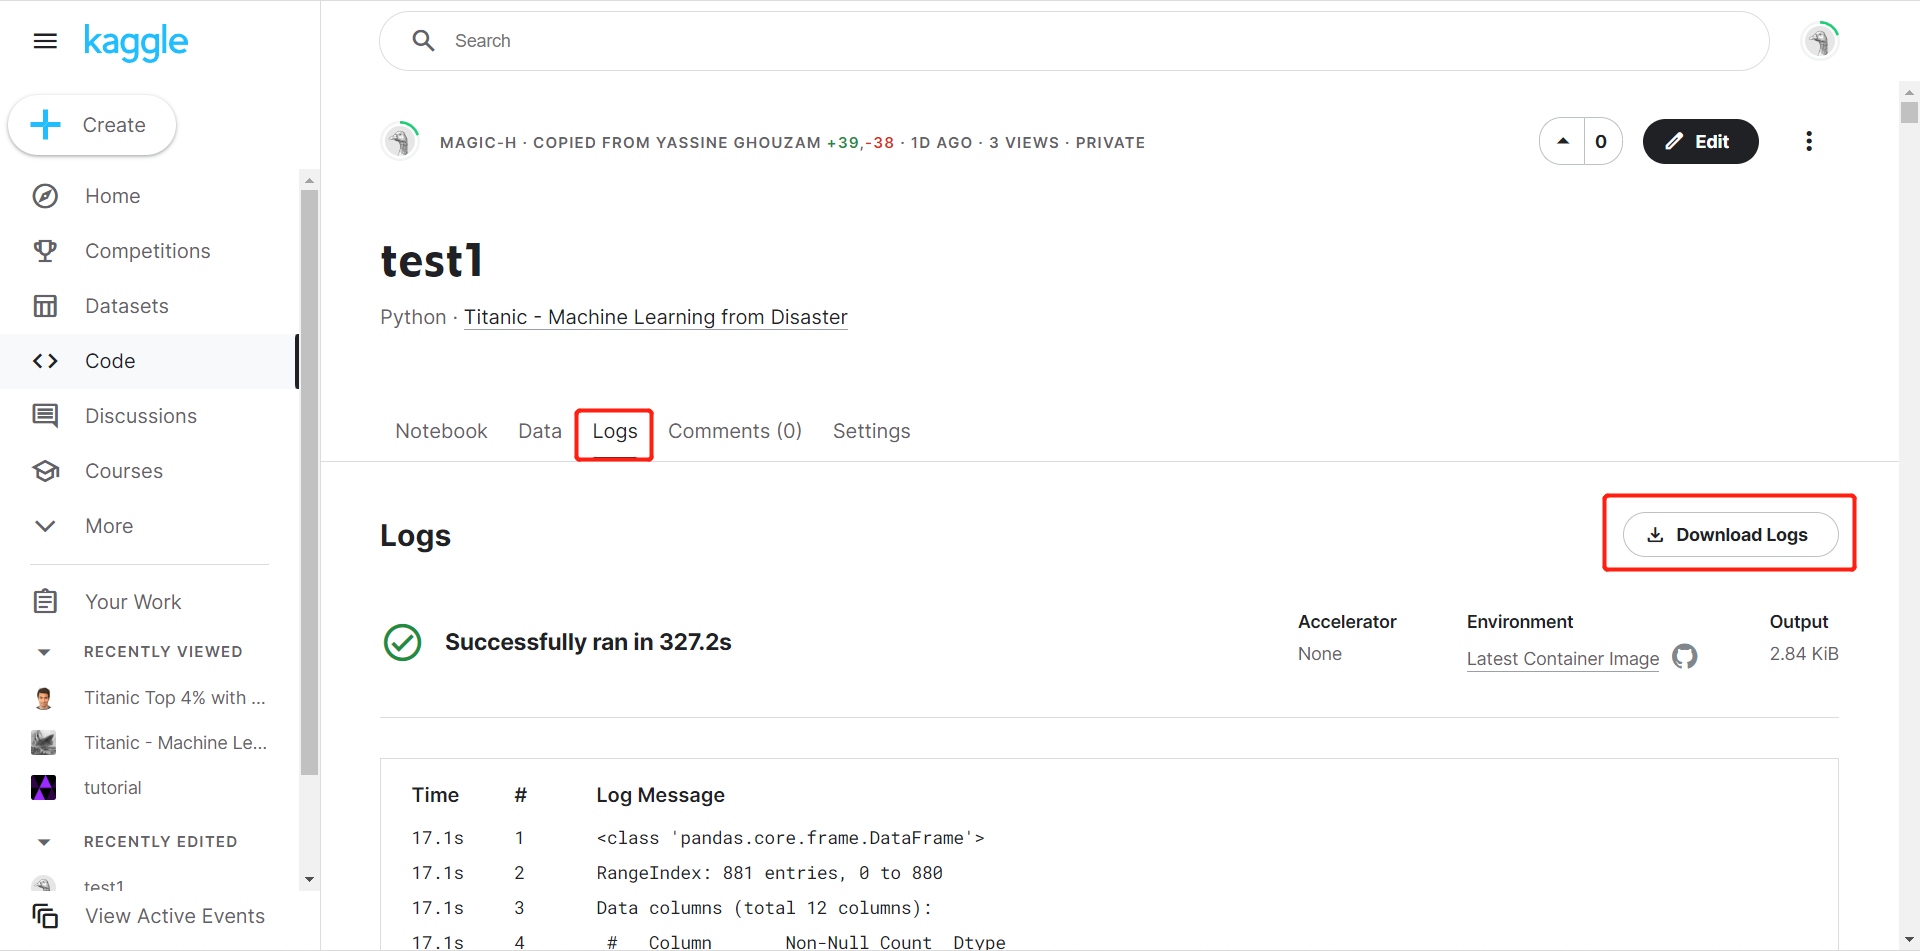 kaggle
Search
Create
Home
Competitions
Datasets
Code
Discussions
Courses
More
Your Work
RECENTLY VIEWED
Titanic Top 4% with ...
Titanic - Machine Le...
tutorial
RECENTLY EDITED
test1
View Active Events
MAGIC-H · COPIED FROM YASSINE GHOUZAM +39,-38 · 1D AGO · 3 VIEWS · PRIVATE
0
Edit
test1
Python · Titanic - Machine Learning from Disaster
Notebook Data Logs Comments (0) Settings
Logs
Download Logs
Successfully ran in 327.2s
Accelerator Environment Output
None Latest Container Image 2.84 KiB
Time # Log Message
17.1s 1 <class 'pandas.core.frame.DataFrame'>
17.1s 2 RangeIndex: 881 entries, 0 to 880
17.1s 3 Data columns (total 12 columns):
17.1s 4 # Column Non-Null Count Dtype